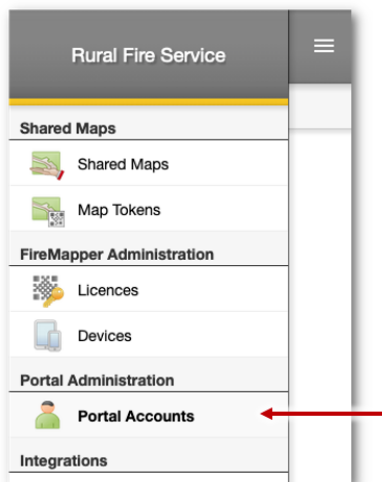 Rural Fire Service
Shared Maps
Shared Maps
Map Tokens
FireMapper Administration
Licences
Devices
Portal Administration
Portal Accounts
Integrations